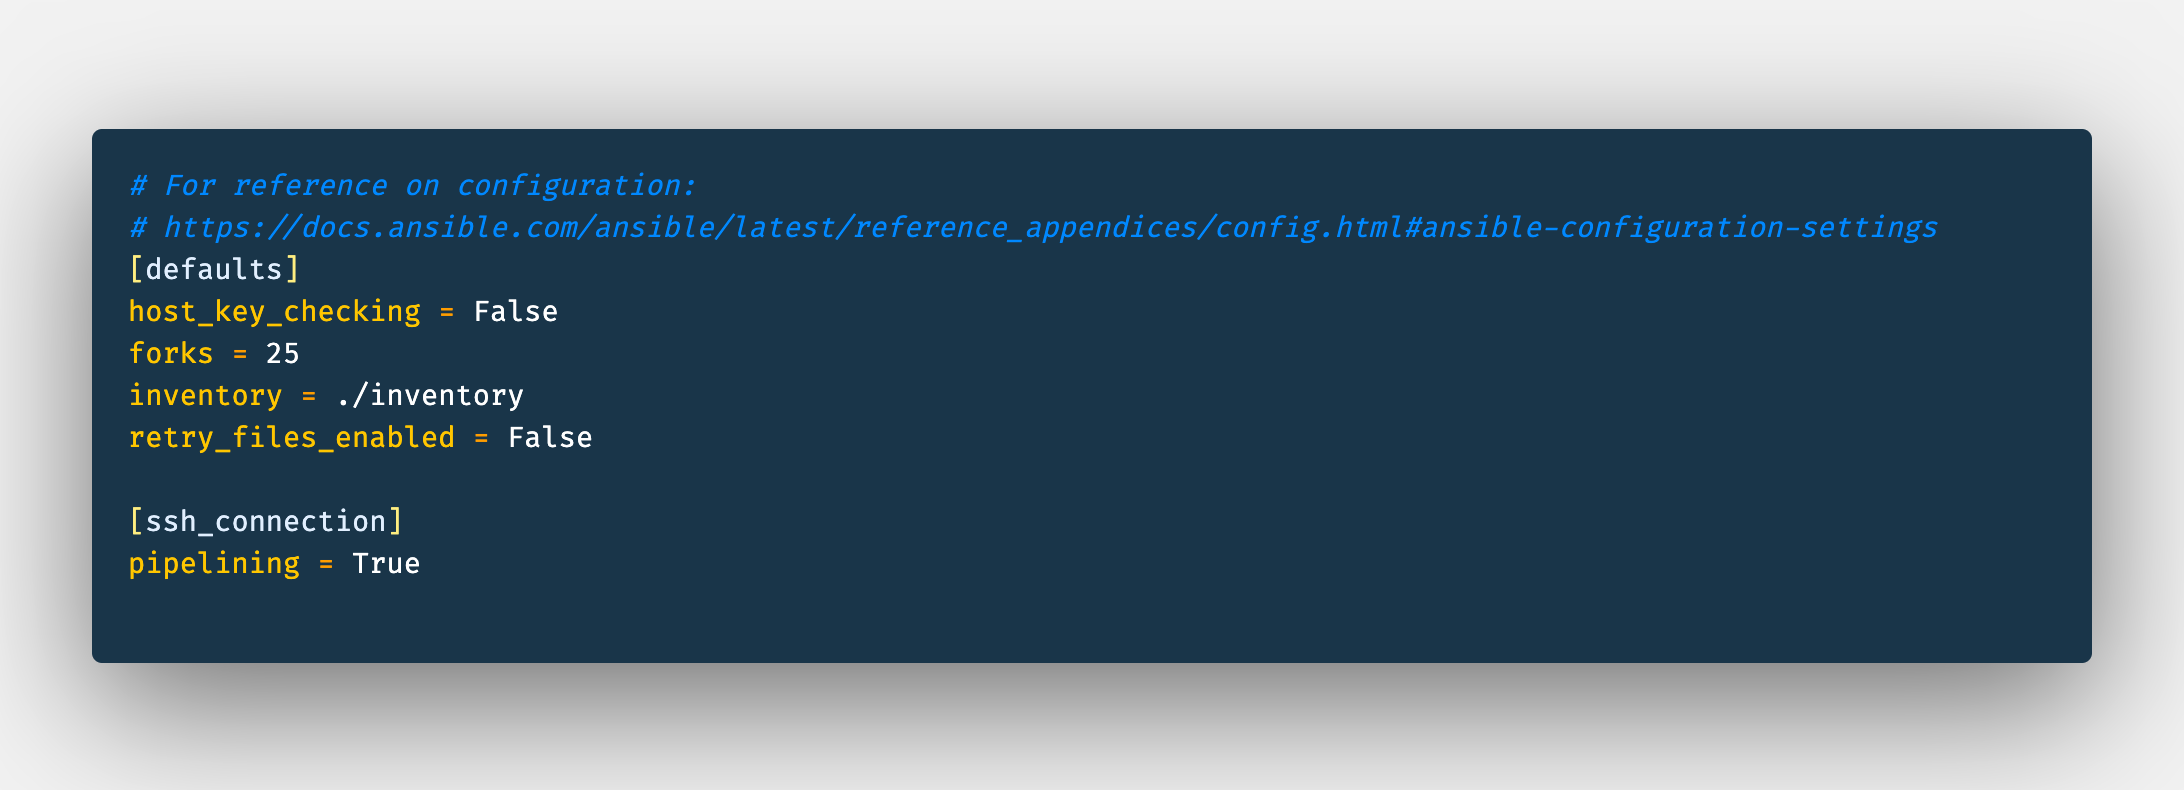 # For reference on configuration:
# https://docs.ansible.com/ansible/latest/reference_appendices/config.html#ansible-configuration-settings
[defaults]
host_key_checking = False
forks = 25
inventory = ./inventory
retry_files_enabled = False

[ssh_connection]
pipelining = True